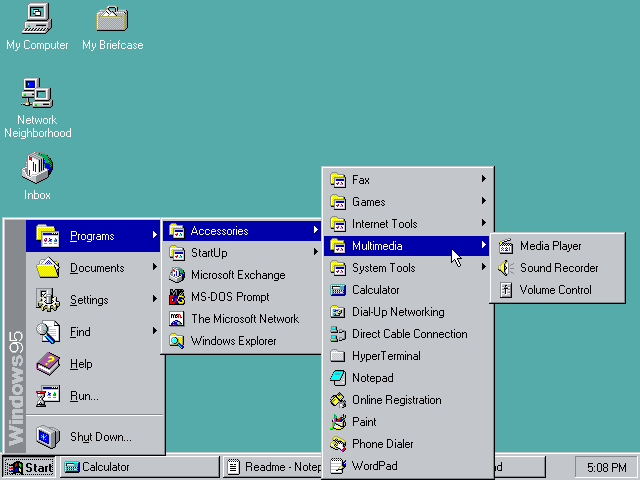 My Computer
My Briefcase
Network
Neighborhood
Inbox
Windows95
Programs
Documents
Settings
Find
Help
Run...
Shut Down...
Accessories
StartUp
Microsoft Exchange
MS-DOS Prompt
The Microsoft Network
Windows Explorer
Fax
Games
Internet Tools
Multimedia
System Tools
Calculator
Dial-Up Networking
Direct Cable Connection
HyperTerminal
Notepad
Online Registration
Paint
Phone Dialer
WordPad
Media Player
Sound Recorder
Volume Control
Start
Calculator
Readme - Notep
5:08 PM